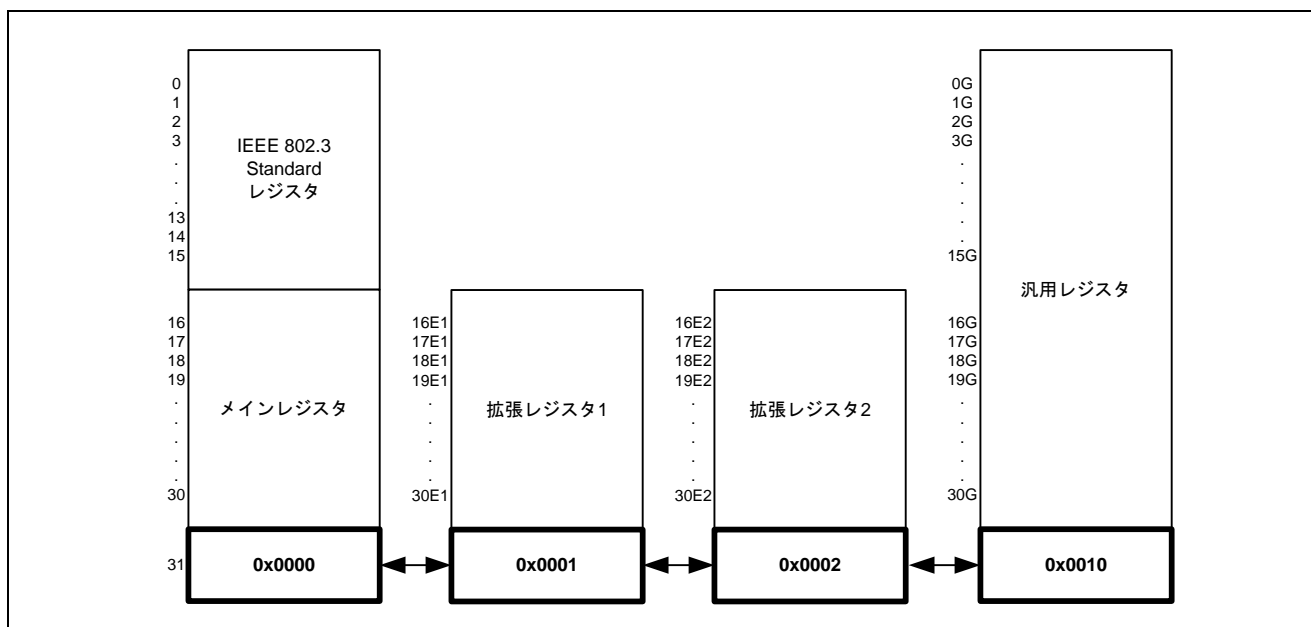 0
1
2
3
.
.
.
13
14
15
IEEE 802.3
Standard
レジスタ
16
17
18
19
.
.
.
.
.
30
メインレジスタ
31
0x0000
16E1
17E1
18E1
19E1
.
.
.
.
.
30E1
拡張レジスタ1
0x0001
16E2
17E2
18E2
19E2
.
.
.
.
.
30E2
拡張レジスタ2
0x0002
0G
1G
2G
3G
.
.
.
.
.
15G
16G
17G
18G
19G
.
.
.
.
.
30G
汎用レジスタ
0x0010